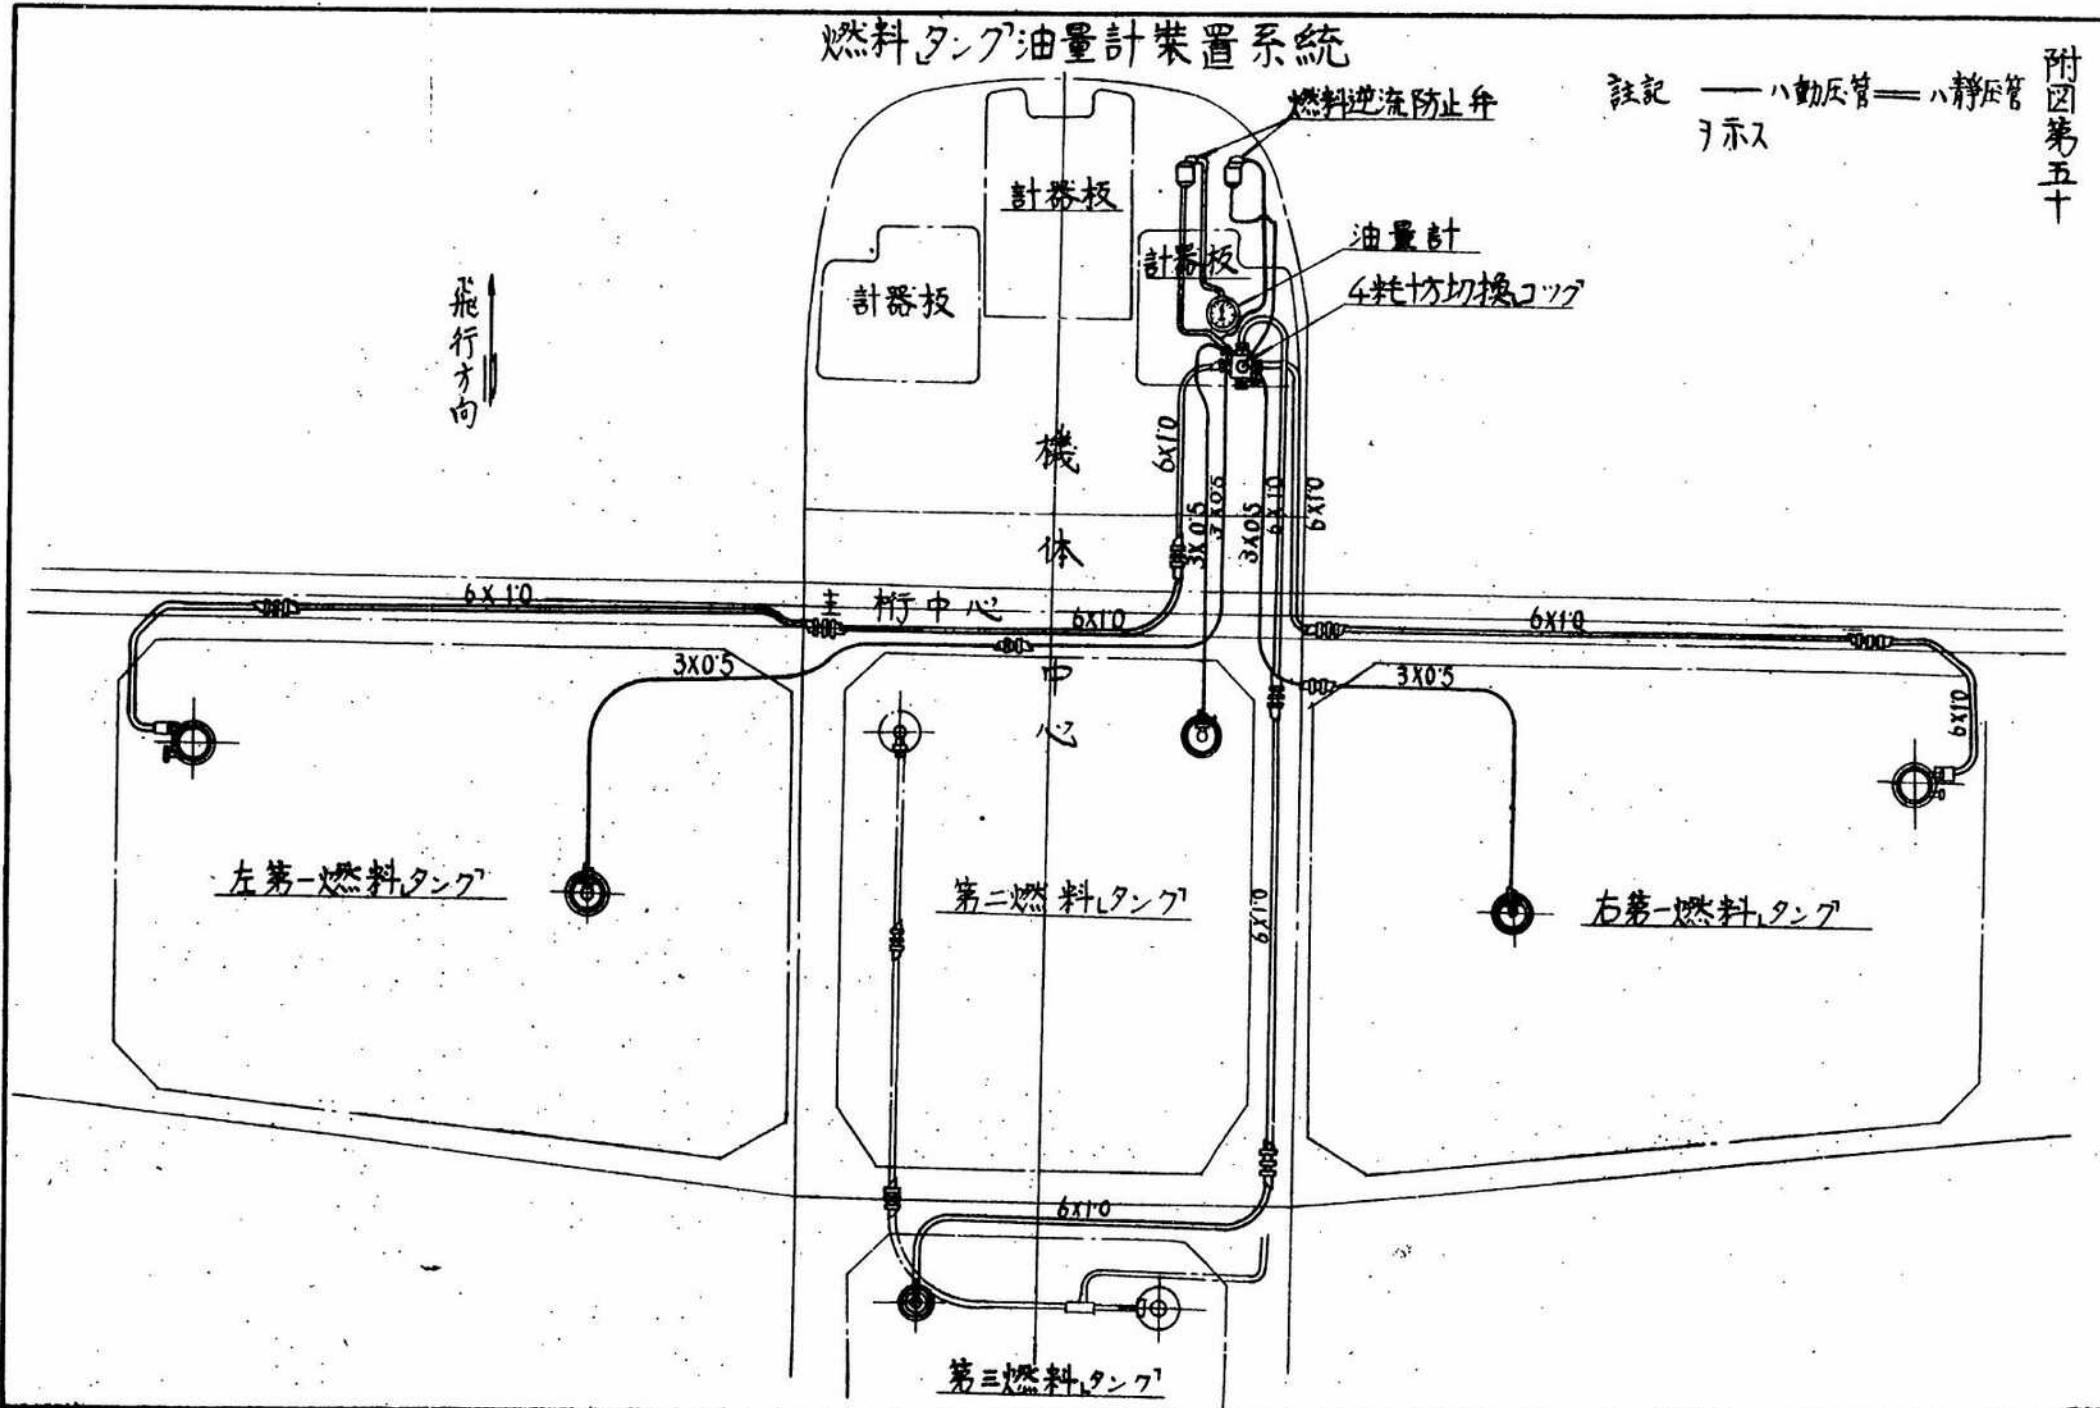 燃料「タンク」油量計装置系統
附図第五十
註記 ── ハ動圧管 ══ ハ静圧管
ヲ示ス
燃料逆流防止弁
計器板
計器板
計器板
油量計
4粍十方切換「コック」
飛行方向
機体中心
6X1.0
3X0.5
3X0.5
3X0.5
6X1.0
6X1.0
主桁中心
6X1.0
6X1.0
6X1.0
3X0.5
3X0.5
6X1.0
左第一燃料「タンク」
第二燃料「タンク」
右第一燃料「タンク」
6X1.0
6X1.0
第三燃料「タンク」